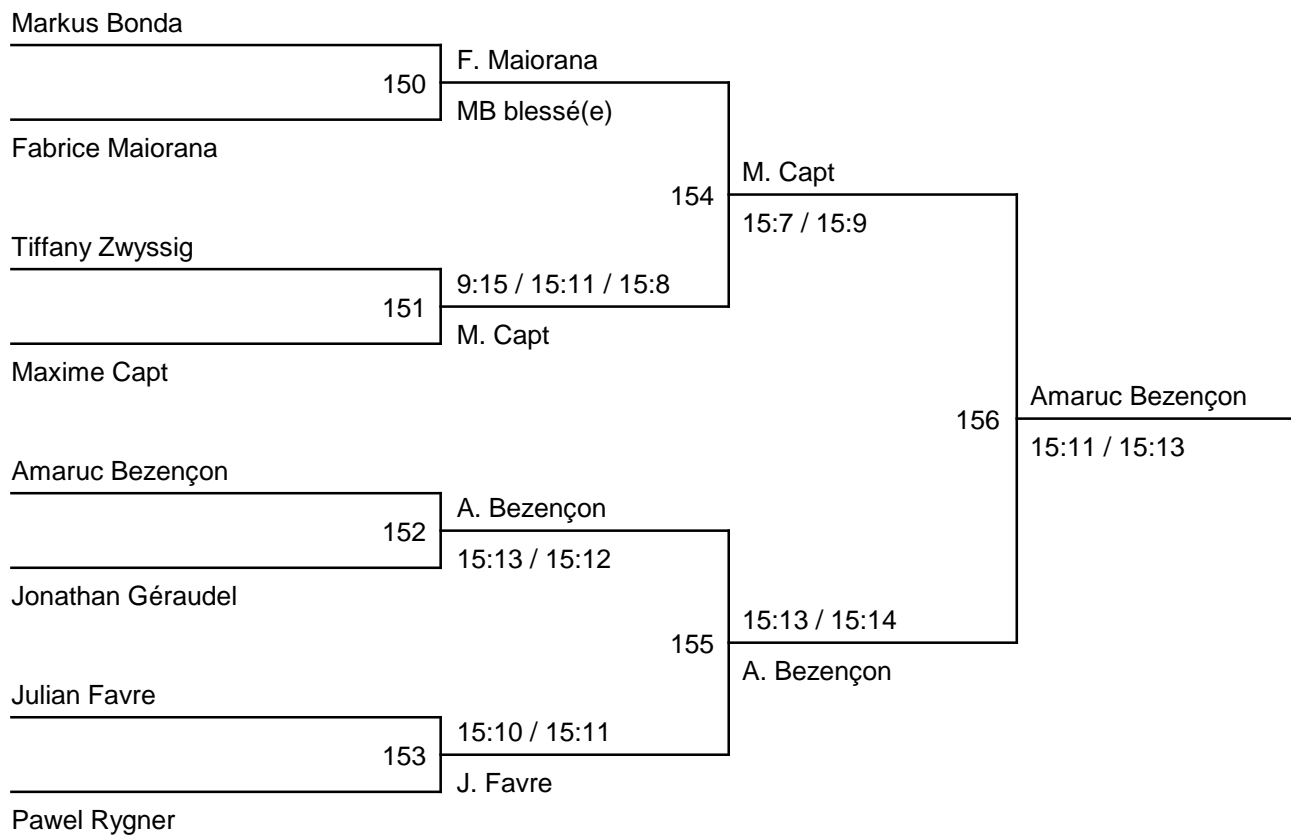 Markus Bonda
F. Maiorana
150
MB blessé(e)
Fabrice Maiorana
M. Capt
154
15:7 / 15:9
Tiffany Zwyssig
9:15 / 15:11 / 15:8
151
M. Capt
Maxime Capt
Amaruc Bezençon
156
15:11 / 15:13
Amaruc Bezençon
A. Bezençon
152
15:13 / 15:12
Jonathan Géraudel
15:13 / 15:14
155
A. Bezençon
Julian Favre
15:10 / 15:11
153
J. Favre
Pawel Rygner